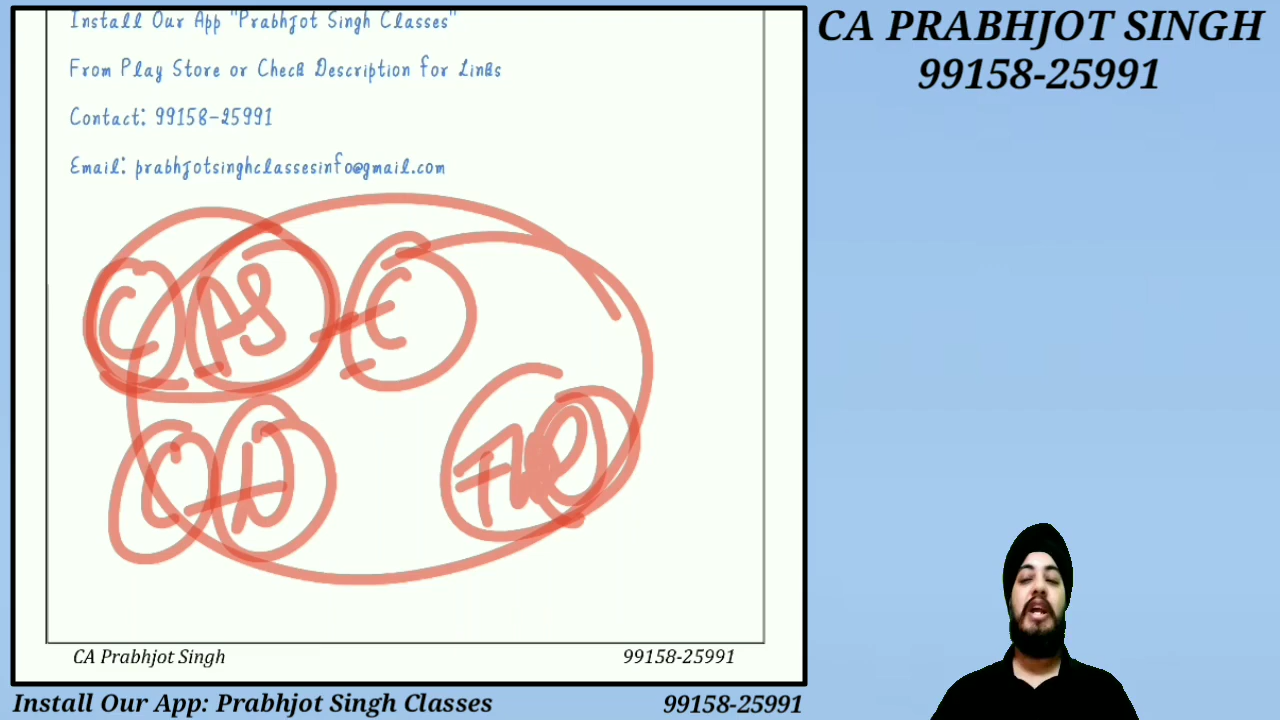 Install Our App "Prabhjot Singh Classes"
From Play Store or Check Description for Links
Contact: 99158-25991
Email: prabhjotsinghclassesinfo@gmail.com
CA Prabhjot Singh
99158-25991
CA PRABHJOT SINGH
99158-25991
Install Our App: Prabhjot Singh Classes
99158-25991